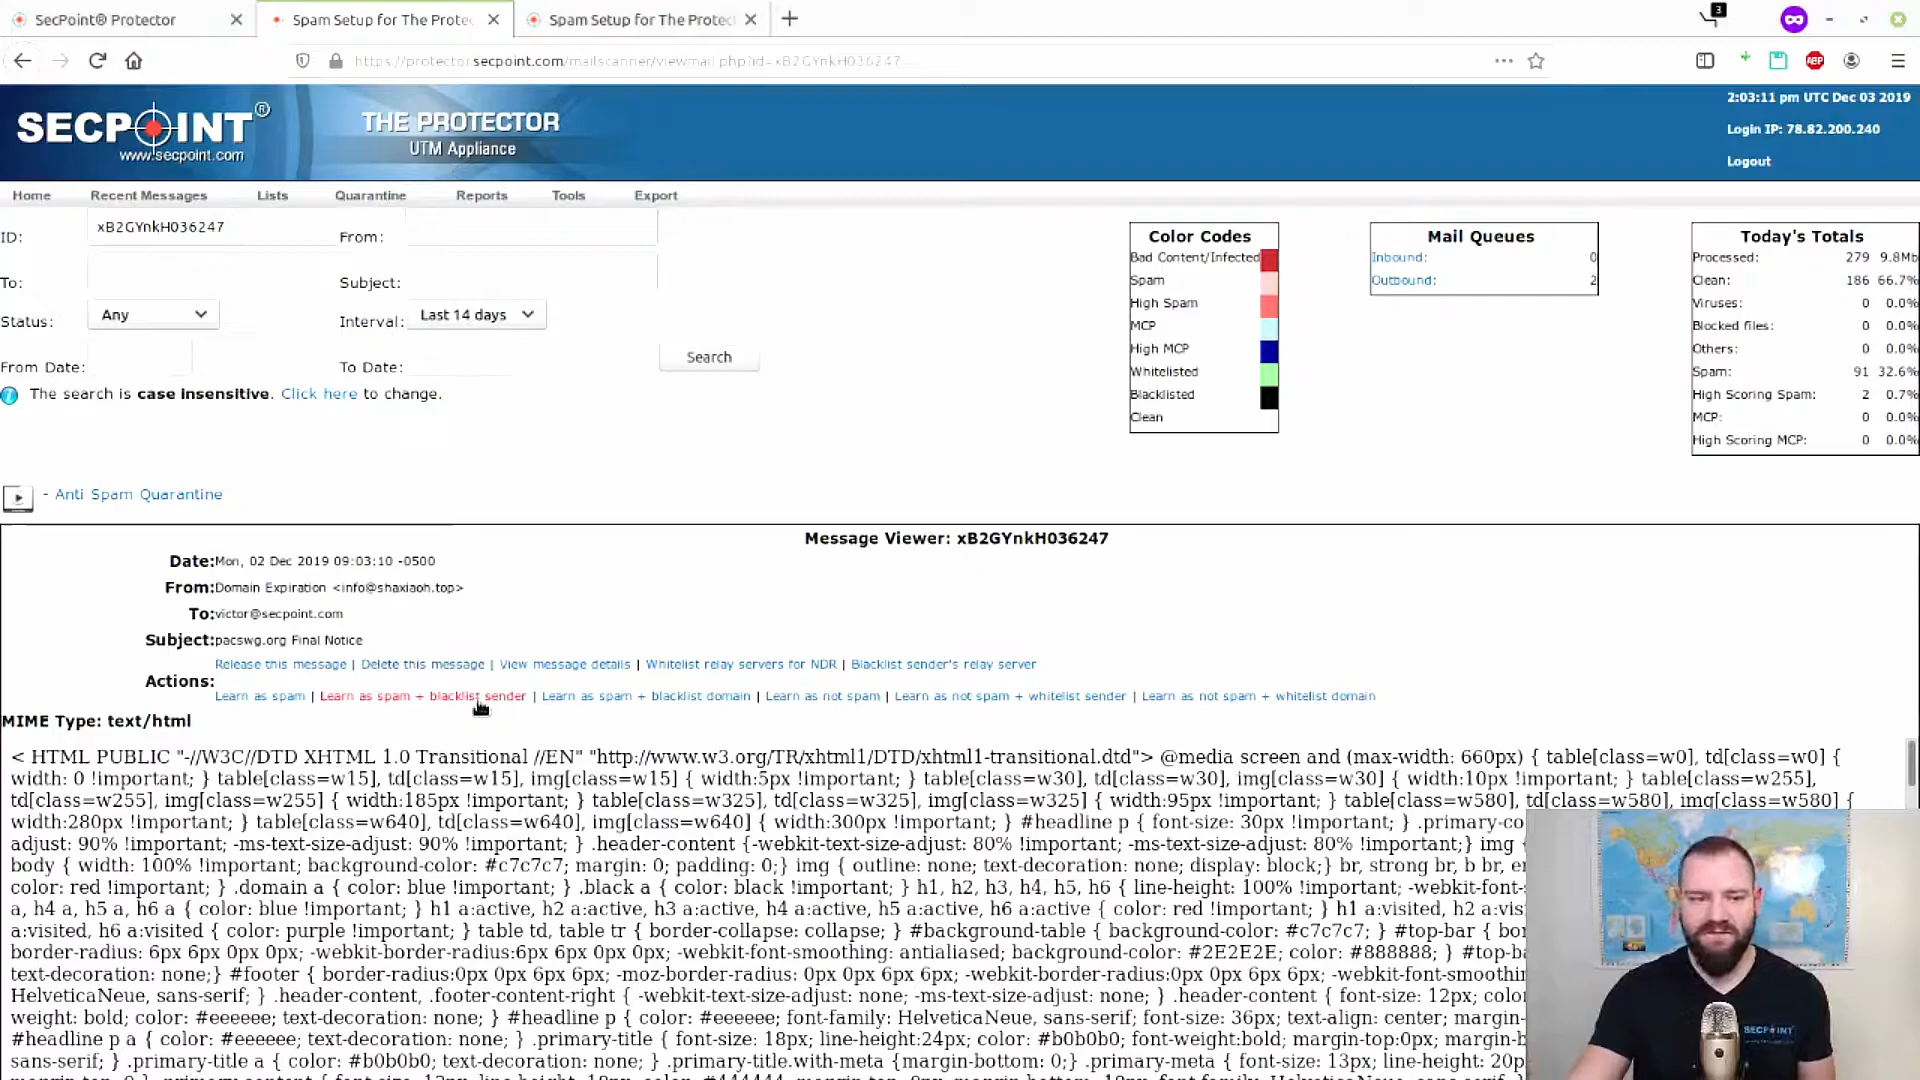 SecPoint® Protector
Spam Setup for The Protec
Spam Setup for The Protect
3
https://protector.secpoint.com/mailscanner/viewmail.php?id=xB2GYnkH036247
ABP
SECPOINT®
www.secpoint.com
THE PROTECTOR
UTM Appliance
2:03:11 pm UTC Dec 03 2019
Login IP: 78.82.200.240
Logout
Home Recent Messages Lists Quarantine Reports Tools Export
ID: xB2GYnkH036247 From:
To: Subject:
Status: Any Interval: Last 14 days
From Date: To Date: Search
The search is case insensitive. Click here to change.
Color Codes
Bad Content/Infected
Spam
High Spam
MCP
High MCP
Whitelisted
Blacklisted
Clean
Mail Queues
Inbound: 0
Outbound: 2
Today's Totals
Processed: 279 9.8Mb
Clean: 186 66.7%
Viruses: 0 0.0%
Blocked files: 0 0.0%
Others: 0 0.0%
Spam: 91 32.6%
High Scoring Spam: 2 0.7%
MCP: 0 0.0%
High Scoring MCP: 0 0.0%
- Anti Spam Quarantine
Message Viewer: xB2GYnkH036247
Date: Mon, 02 Dec 2019 09:03:10 -0500
From: Domain Expiration <info@shaxiaoh.top>
To: victor@secpoint.com
Subject: pacswg.org Final Notice
Release this message | Delete this message | View message details | Whitelist relay servers for NDR | Blacklist sender's relay server
Actions:
Learn as spam | Learn as spam + blacklist sender | Learn as spam + blacklist domain | Learn as not spam | Learn as not spam + whitelist sender | Learn as not spam + whitelist domain
MIME Type: text/html
< HTML PUBLIC "-//W3C//DTD XHTML 1.0 Transitional //EN" "http://www.w3.org/TR/xhtml1/DTD/xhtml1-transitional.dtd"> @media screen and (max-width: 660px) { table[class=w0], td[class=w0] {
width: 0 !important; } table[class=w15], td[class=w15], img[class=w15] { width:5px !important; } table[class=w30], td[class=w30], img[class=w30] { width:10px !important; } table[class=w255],
td[class=w255], img[class=w255] { width:185px !important; } table[class=w325], td[class=w325], img[class=w325] { width:95px !important; } table[class=w580], td[class=w580], img[class=w580] {
width:280px !important; } table[class=w640], td[class=w640], img[class=w640] { width:300px !important; } #headline p { font-size: 30px !important; } .primary-co
adjust: 90% !important; -ms-text-size-adjust: 90% !important; } .header-content {-webkit-text-size-adjust: 80% !important; -ms-text-size-adjust: 80% !important;} img {
body { width: 100% !important; background-color: #c7c7c7; margin: 0; padding: 0;} img { outline: none; text-decoration: none; display: block;} br, strong br, b br, e
color: red !important; } .domain a { color: blue !important; } .black a { color: black !important; } h1, h2, h3, h4, h5, h6 { line-height: 100% !important; -webkit-font-s
a, h4 a, h5 a, h6 a { color: blue !important; } h1 a:active, h2 a:active, h3 a:active, h4 a:active, h5 a:active, h6 a:active { color: red !important; } h1 a:visited, h2 a:visi
a:visited, h6 a:visited { color: purple !important; } table td, table tr { border-collapse: collapse; } #background-table { background-color: #c7c7c7; } #top-bar { bor
border-radius: 6px 6px 0px 0px; -webkit-border-radius:6px 6px 0px 0px; -webkit-font-smoothing: antialiased; background-color: #2E2E2E; color: #888888; } #top-ba
text-decoration: none;} #footer { border-radius:0px 0px 6px 6px; -moz-border-radius: 0px 0px 6px 6px; -webkit-border-radius:0px 0px 6px 6px; -webkit-font-smoothin
HelveticaNeue, sans-serif; } .header-content, .footer-content-right { -webkit-text-size-adjust: none; -ms-text-size-adjust: none; } .header-content { font-size: 12px; color
weight: bold; color: #eeeeee; text-decoration: none; } #headline p { color: #eeeeee; font-family: HelveticaNeue, sans-serif; font-size: 36px; text-align: center; margin-
#headline p a { color: #eeeeee; text-decoration: none; } .primary-title { font-size: 18px; line-height:24px; color: #b0b0b0; font-weight:bold; margin-top:0px; margin-b
sans-serif; } .primary-title a { color: #b0b0b0; text-decoration: none; } .primary-title.with-meta {margin-bottom: 0;} .primary-meta { font-size: 13px; line-height: 20p
SECPOINT